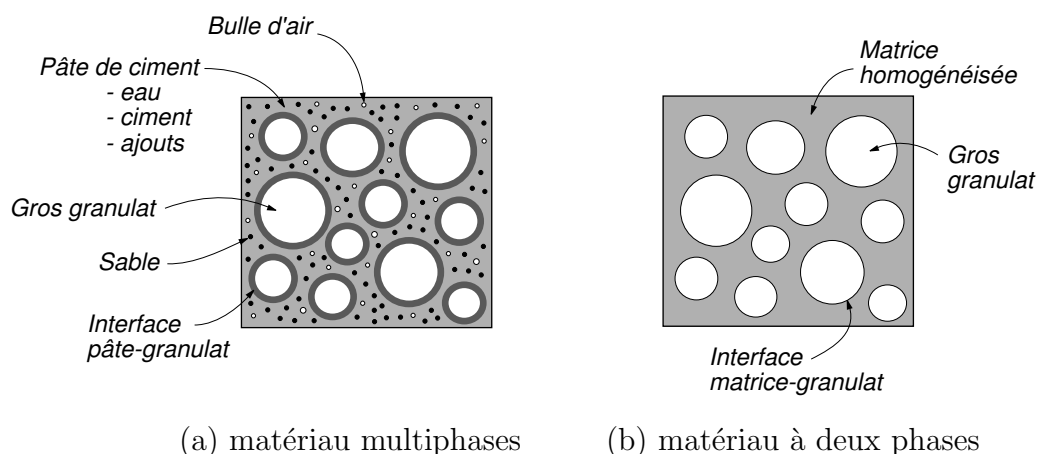 Bulle d'air
Pâte de ciment
- eau
- ciment
- ajouts
Gros granulat
Sable
Interface
pâte-granulat
Matrice
homogénéisée
Gros
granulat
Interface
matrice-granulat
(a) matériau multiphases
(b) matériau à deux phases